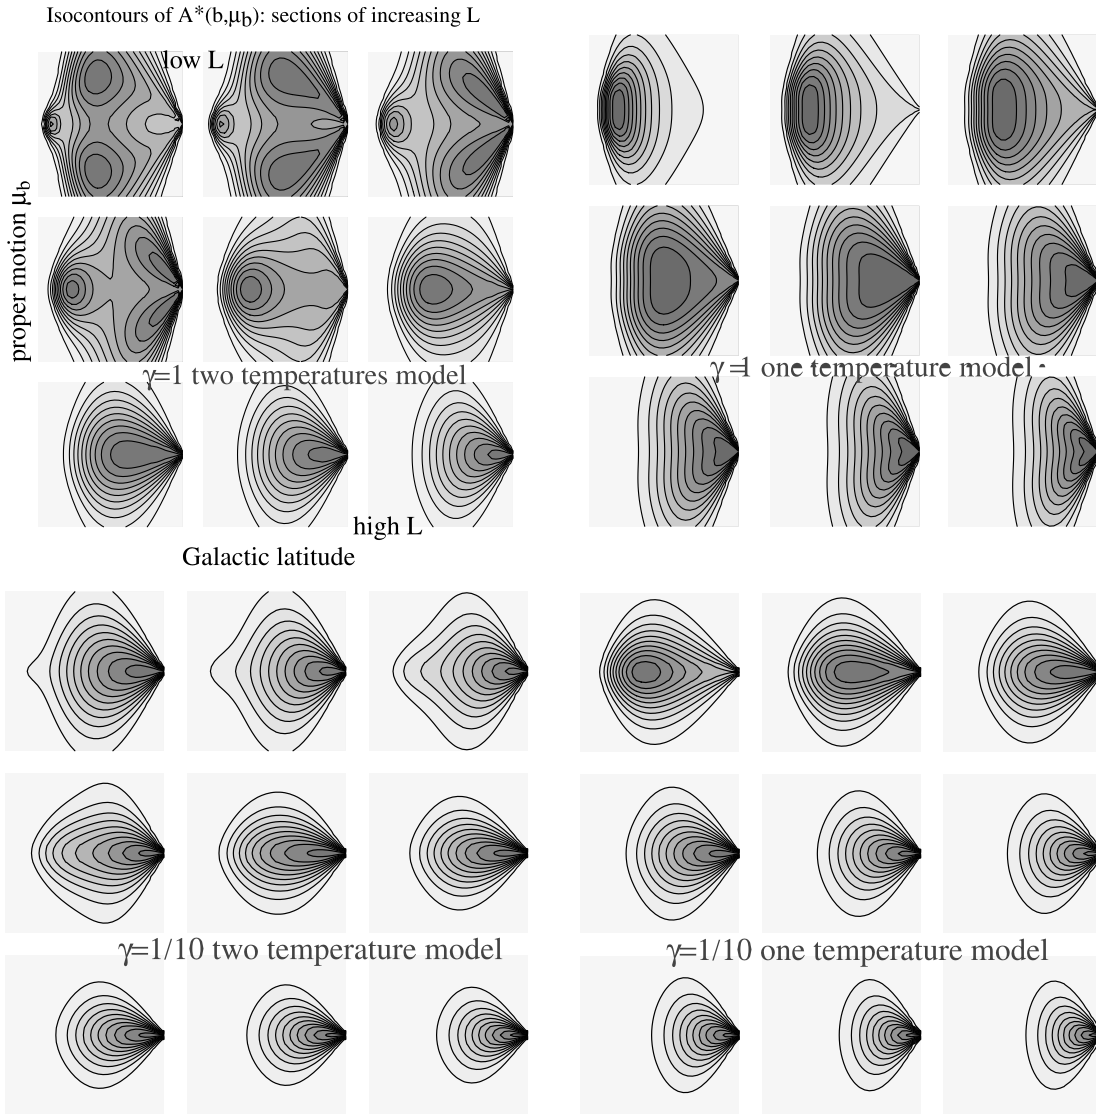 Isocontours of A*(b,μb): sections of increasing L
low L
proper motion μb
γ=1 two temperatures model
γ=1 one temperature model
high L
Galactic latitude
γ=1/10 two temperature model
γ=1/10 one temperature model